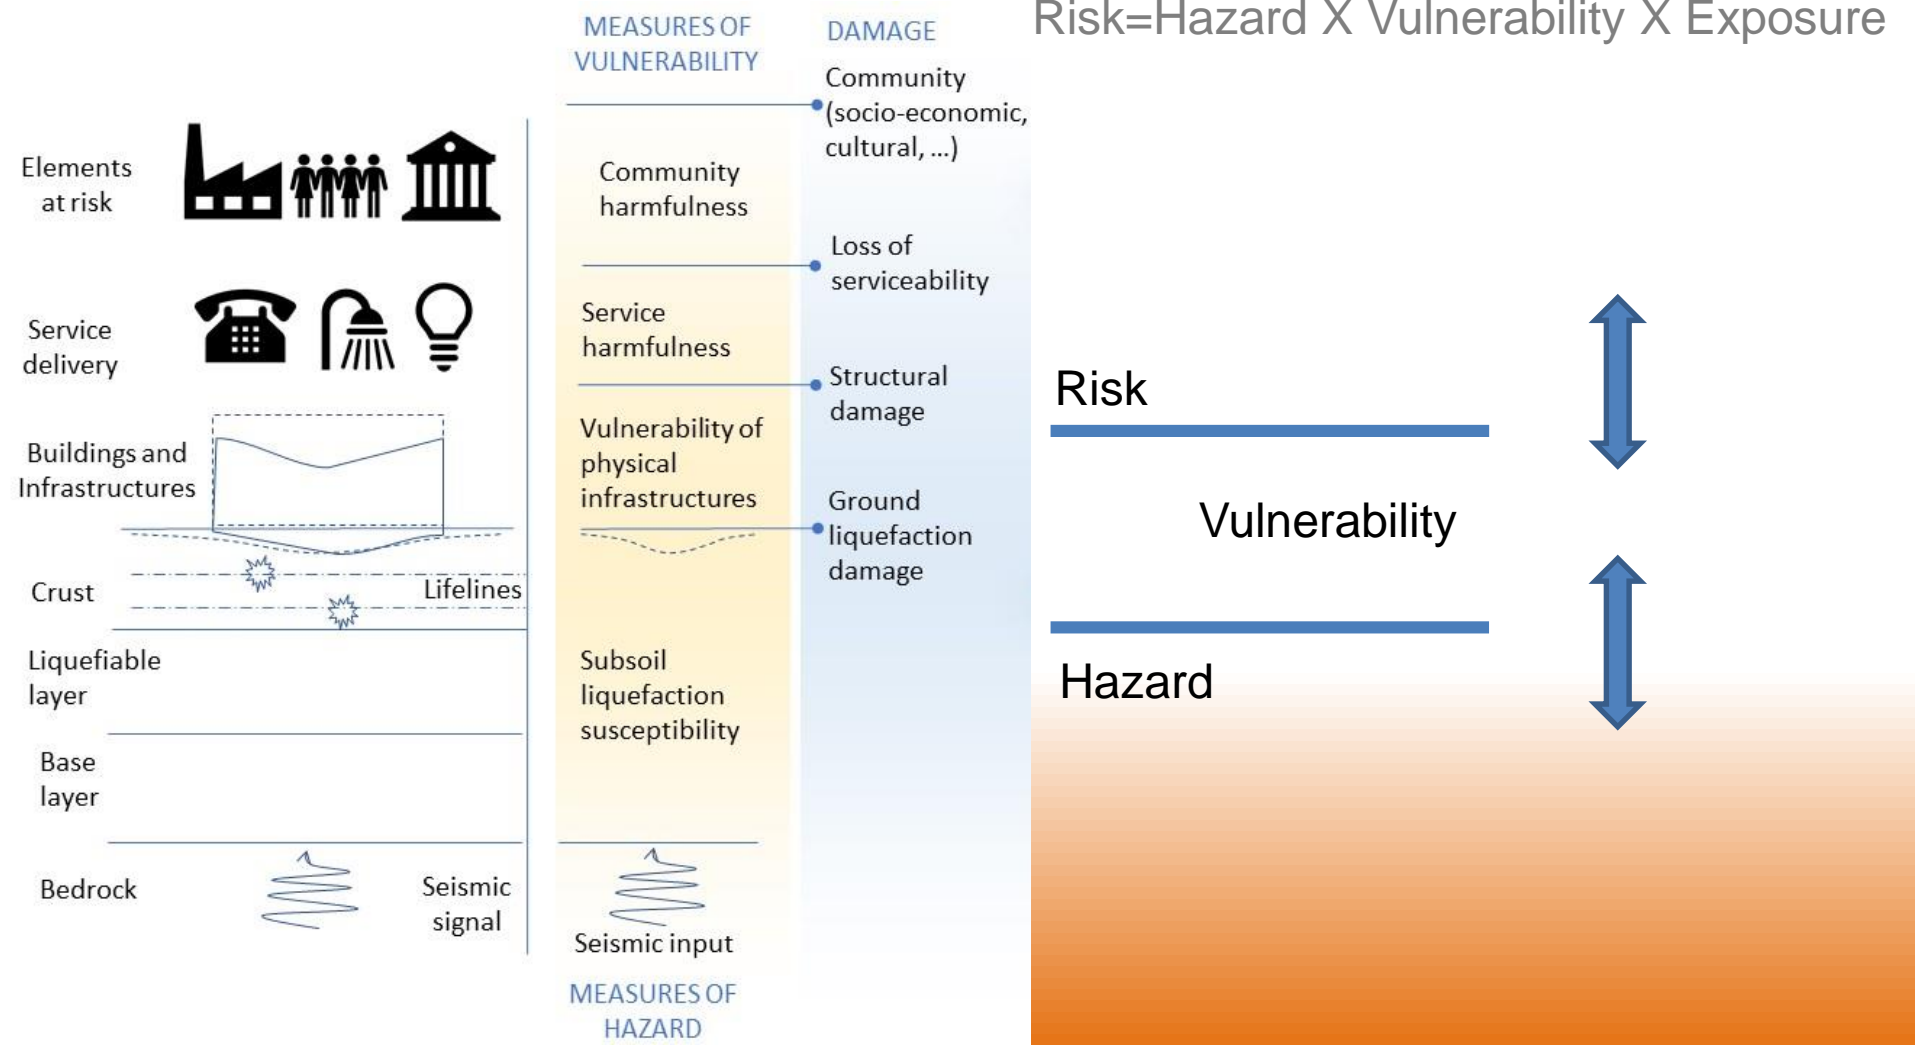 Risk=Hazard X Vulnerability X Exposure
MEASURES OF
VULNERABILITY
DAMAGE
Community
(socio-economic,
cultural, ...)
Elements
at risk
Community
harmfulness
Loss of
serviceability
Service
delivery
Service
harmfulness
Structural
damage
Risk
Buildings and
Infrastructures
Vulnerability of
physical
infrastructures
Ground
liquefaction
damage
Vulnerability
Crust
Lifelines
Liquefiable
layer
Subsoil
liquefaction
susceptibility
Hazard
Base
layer
Bedrock
Seismic
signal
Seismic input
MEASURES OF
HAZARD